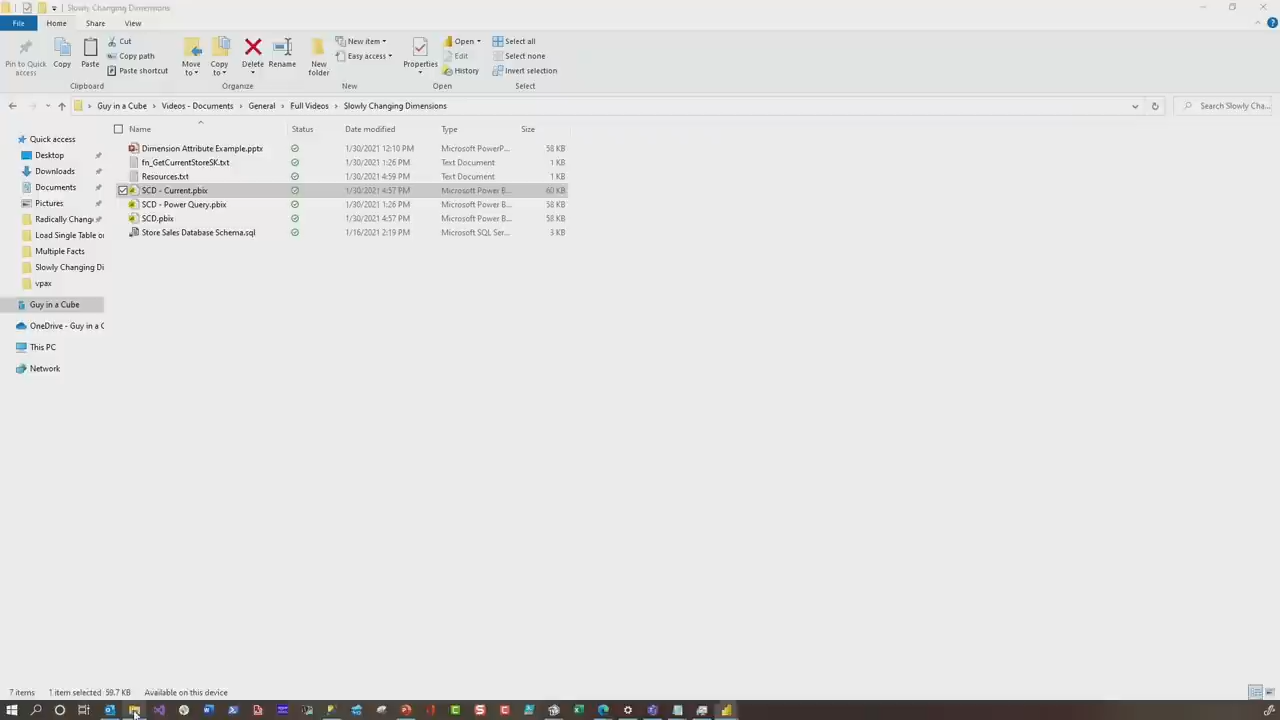 Slowly Changing Dimensions
File Home Share View
Pin to Quick access
Copy
Paste
Cut
Copy path
Paste shortcut
Move to
Copy to
Delete
Rename
New folder
New item
Easy access
Properties
Open
Edit
History
Select all
Select none
Invert selection
Clipboard Organize New Open Select
Guy in a Cube > Videos - Documents > General > Full Videos > Slowly Changing Dimensions
Search Slowly Cha...
Name Status Date modified Type Size
Quick access
Desktop
Downloads
Documents
Pictures
Radically Chang
Load Single Table o
Multiple Facts
Slowly Changing Di
vpax
Guy in a Cube
OneDrive - Guy in a C
This PC
Network
Dimension Attribute Example.pptx 1/30/2021 12:10 PM Microsoft PowerP... 58 KB
fn_GetCurrentStoreSK.txt 1/30/2021 1:26 PM Text Document 1 KB
Resources.txt 1/30/2021 4:59 PM Text Document 1 KB
SCD - Current.pbix 1/30/2021 4:57 PM Microsoft Power B... 60 KB
SCD - Power Query.pbix 1/30/2021 1:26 PM Microsoft Power B... 58 KB
SCD.pbix 1/30/2021 4:57 PM Microsoft Power B... 58 KB
Store Sales Database Schema.sql 1/16/2021 2:19 PM Microsoft SQL Ser... 3 KB
7 items 1 item selected 59.7 KB Available on this device